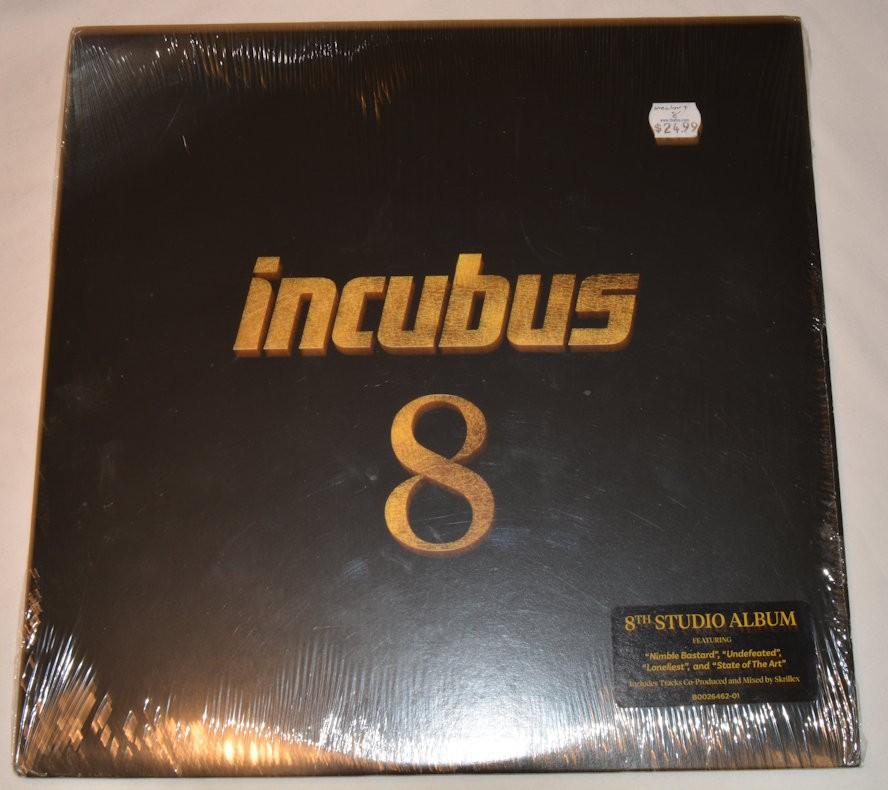 8
$24.99
incubus
8
8TH STUDIO ALBUM
FEATURING
"Nimble Bastard", "Undefeated",
"Loneliest", and "State of The Art"
Includes Tracks Co-Produced and Mixed by Skrillex
B0026462-01